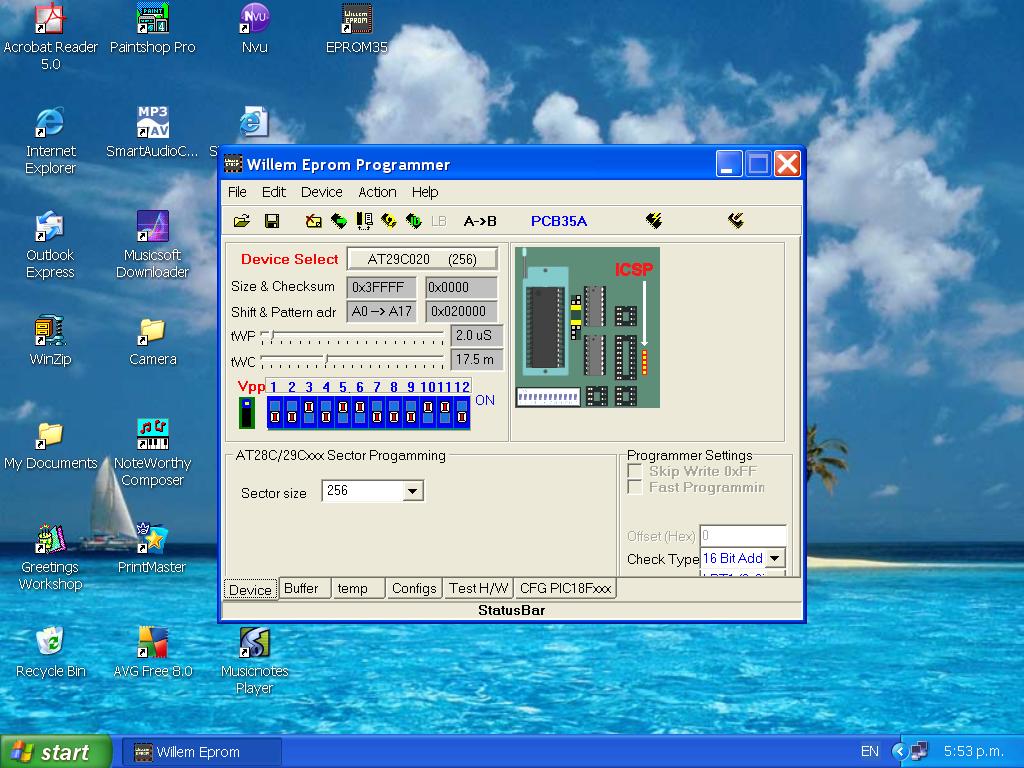 Acrobat Reader 5.0
Paintshop Pro
Nvu
EPROM35
Internet Explorer
SmartAudioC...
Outlook Express
Musicsoft Downloader
WinZip
Camera
My Documents
NoteWorthy Composer
Greetings Workshop
PrintMaster
Recycle Bin
AVG Free 8.0
Musicnotes Player
Willem Eprom Programmer
File Edit Device Action Help
LB A->B PCB35A
Device Select AT29C020 (256)
Size & Checksum 0x3FFFF 0x0000
Shift & Pattern adr A0 -> A17 0x020000
tWP 2.0 uS
tWC 17.5 m
Vpp 1 2 3 4 5 6 7 8 9 10 11 12
ON
ICSP
AT28C/29Cxxx Sector Progamming
Sector size 256
Programmer Settings
Skip Write 0xFF
Fast Programmin
Offset (Hex) 0
Check Type 16 Bit Add
Device Buffer temp Configs Test H/W CFG PIC18Fxxx
StatusBar
start Willem Eprom EN 5:53 p.m.